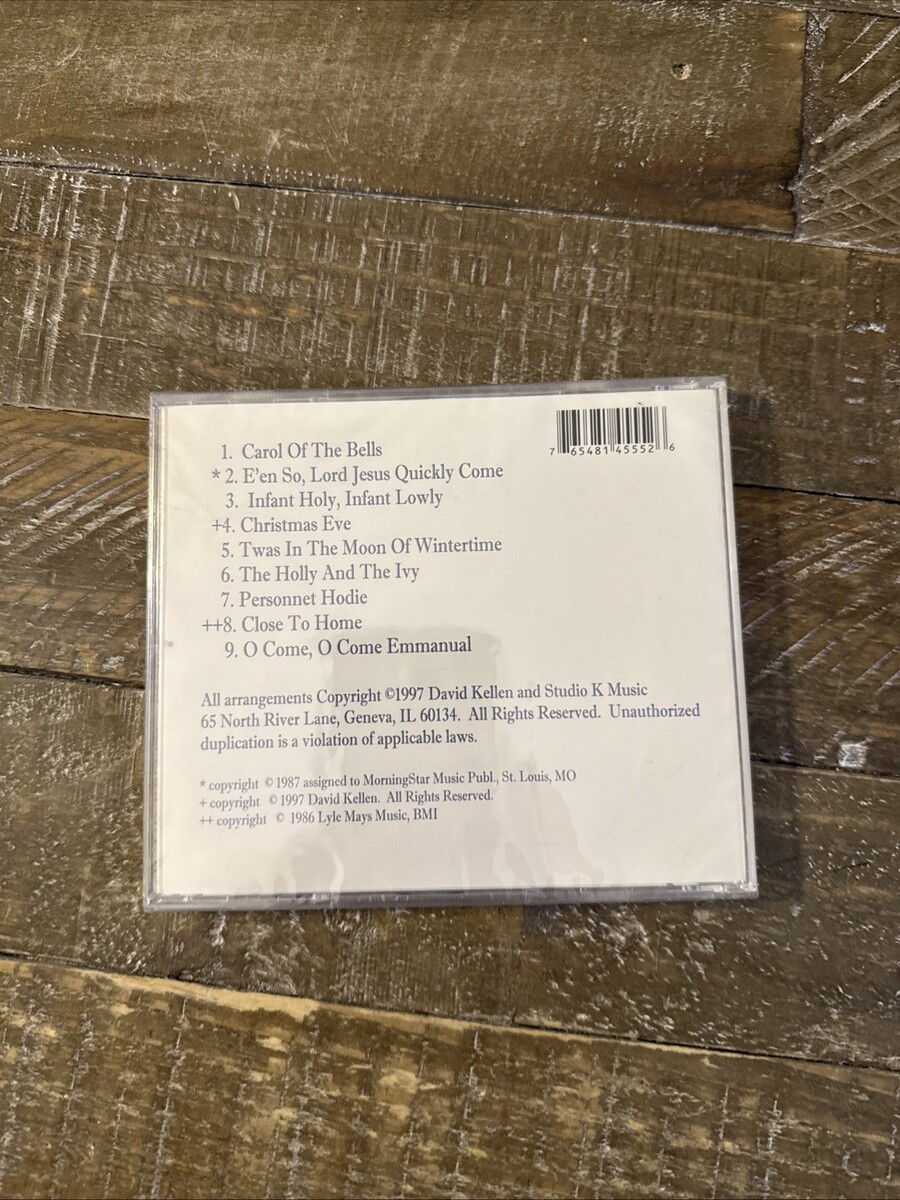 1. Carol Of The Bells
* 2. E'en So, Lord Jesus Quickly Come
3. Infant Holy, Infant Lowly
+4. Christmas Eve
5. Twas In The Moon Of Wintertime
6. The Holly And The Ivy
7. Personnet Hodie
++8. Close To Home
9. O Come, O Come Emmanual
7 65481 45552 6
All arrangements Copyright ©1997 David Kellen and Studio K Music
65 North River Lane, Geneva, IL 60134. All Rights Reserved. Unauthorized
duplication is a violation of applicable laws.
* copyright © 1987 assigned to MorningStar Music Publ., St. Louis, MO
+ copyright © 1997 David Kellen. All Rights Reserved.
++ copyright © 1986 Lyle Mays Music, BMI